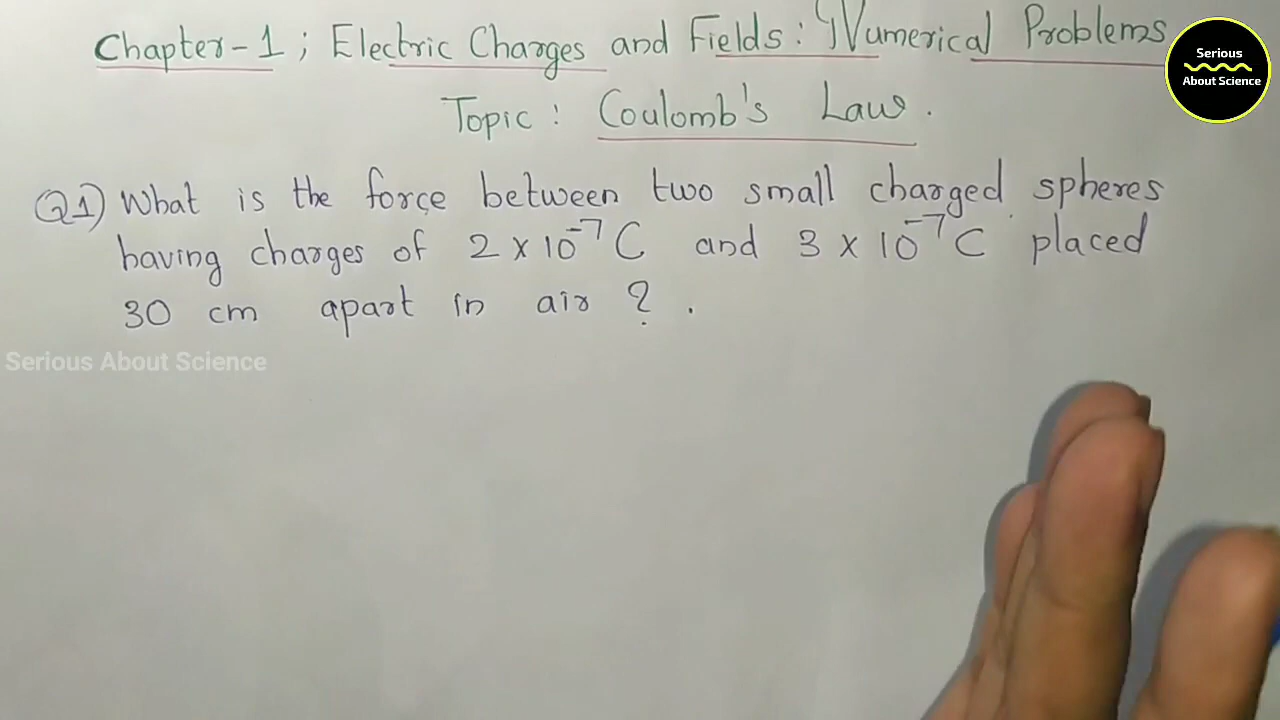 Chapter-1 ; Electric Charges and Fields : Numerical Problems
Serious
About Science
Topic : Coulomb's Law.
Q1) What is the force between two small charged spheres
having charges of 2 x 10⁻⁷ C and 3 x 10⁻⁷ C placed
30 cm apart in air ? .
Serious About Science